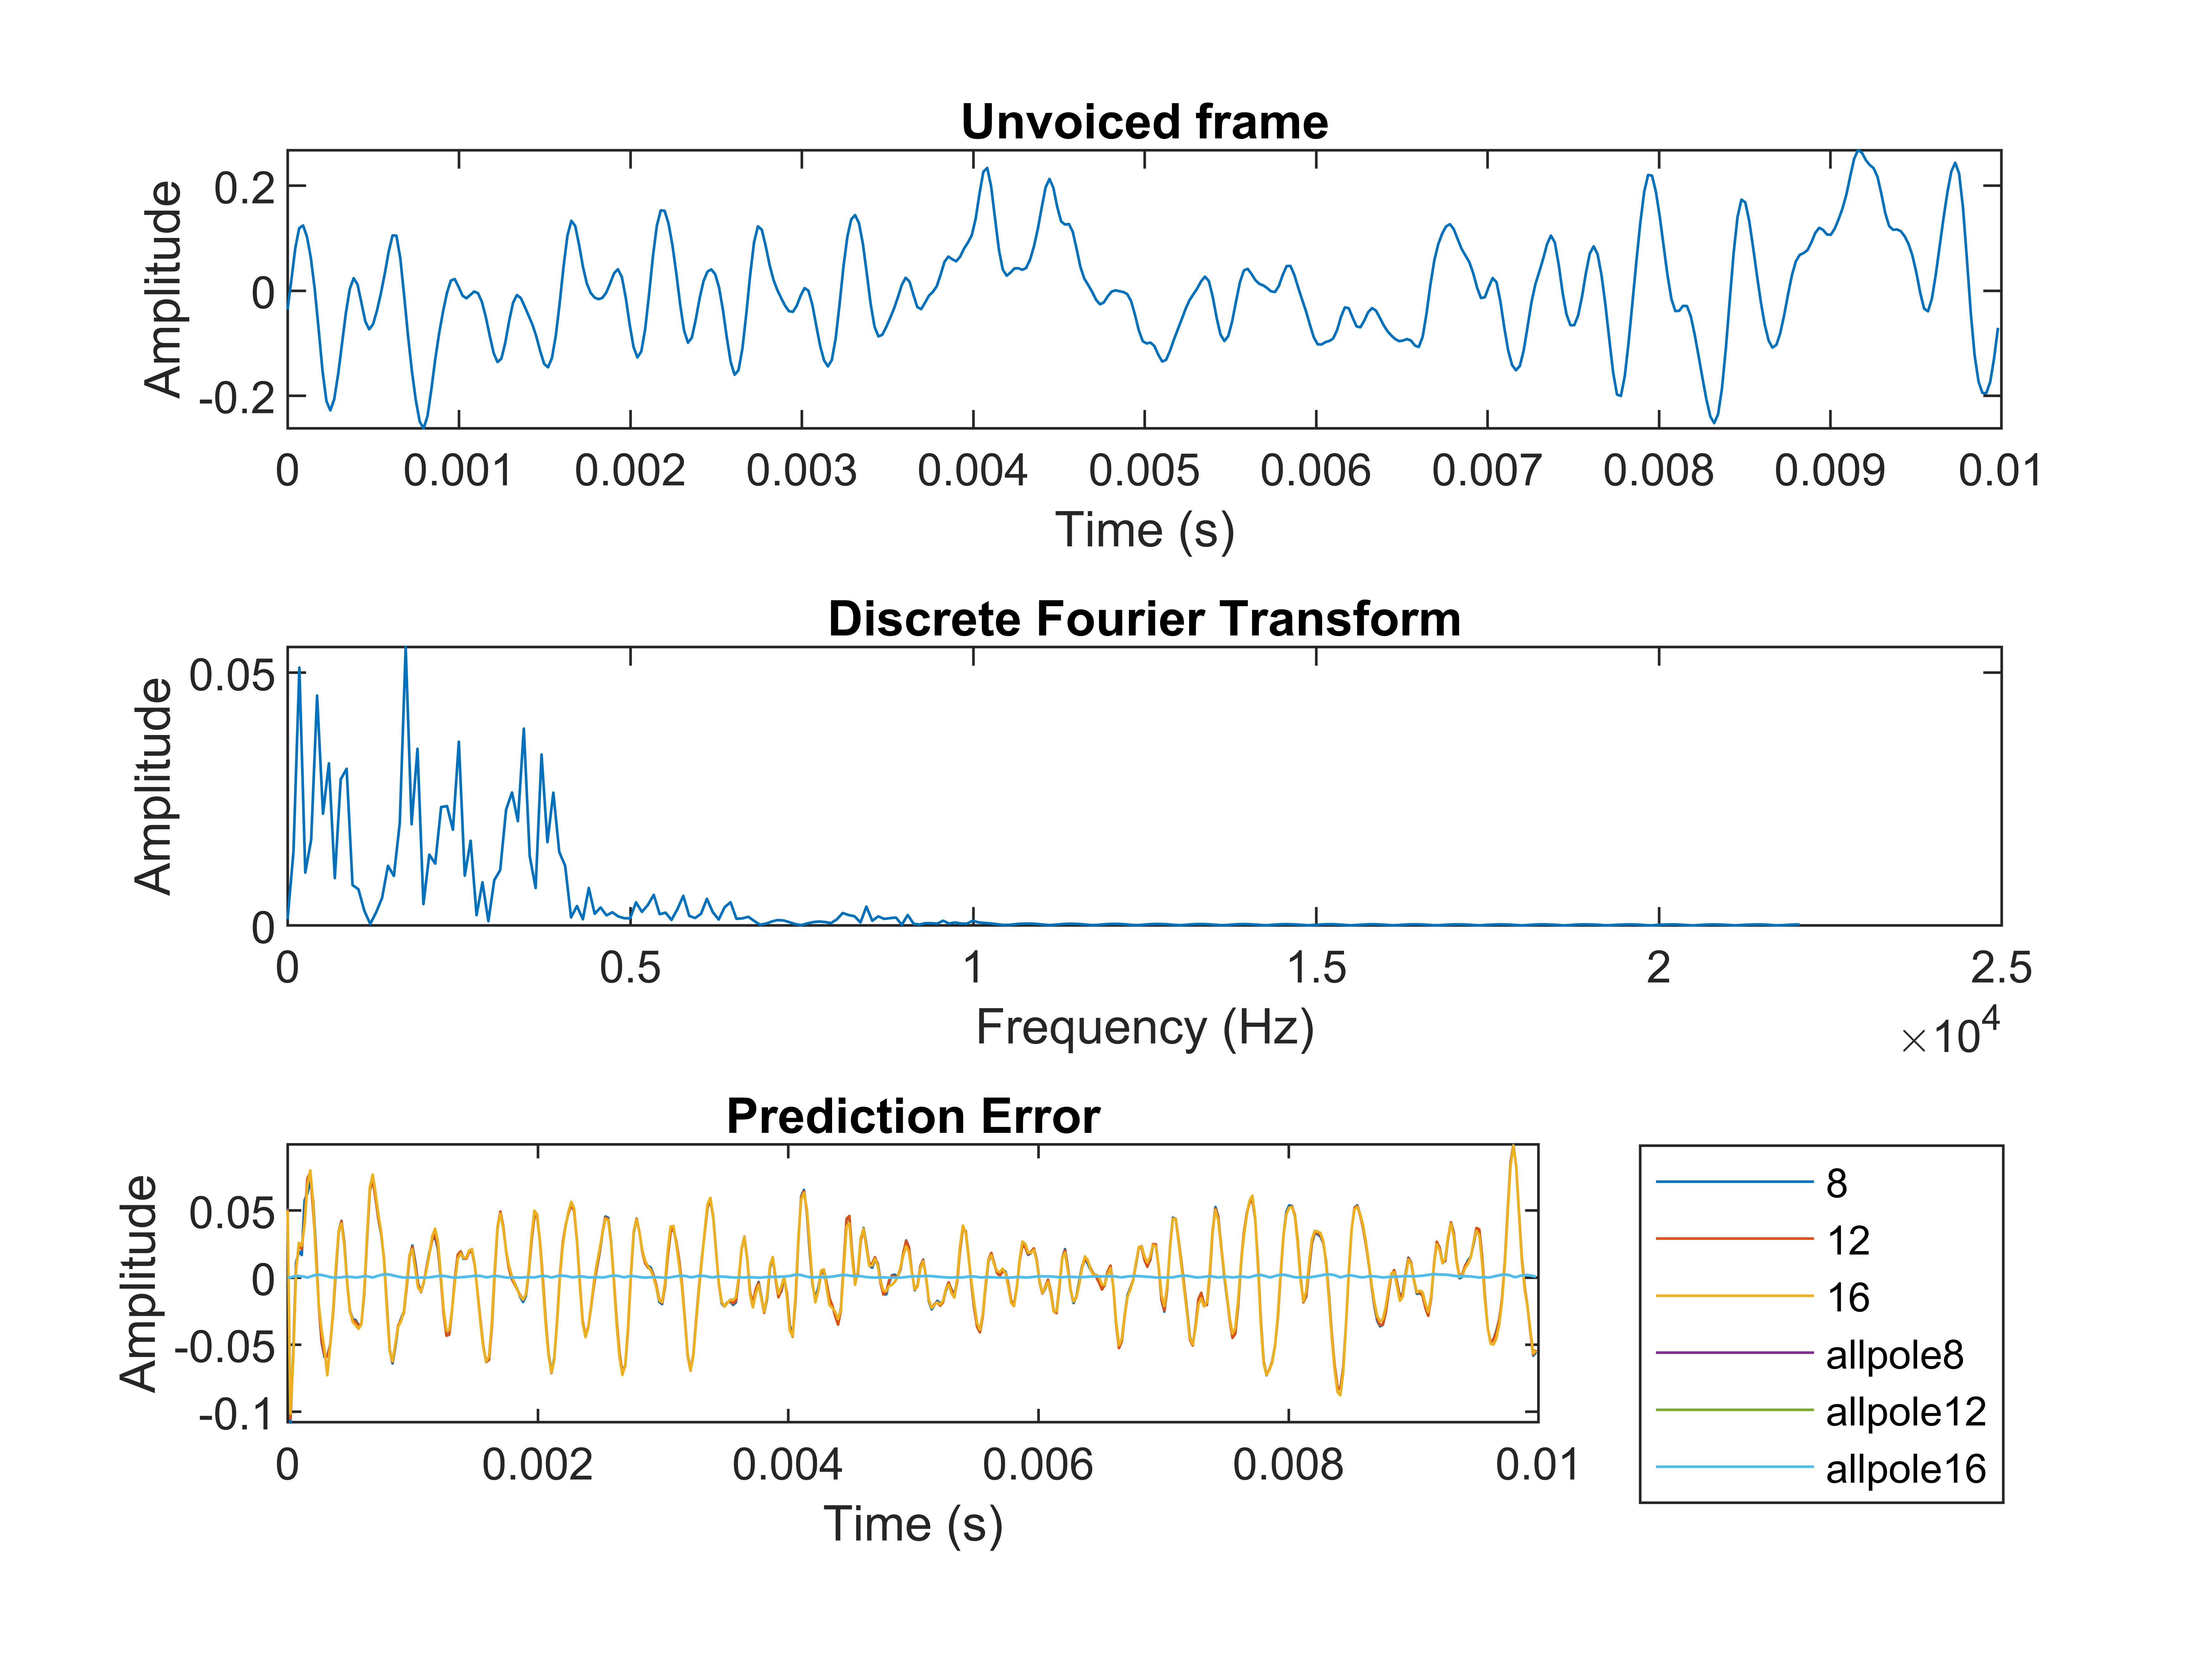 Unvoiced frame
Amplitude
0.2
0
-0.2
0 0.001 0.002 0.003 0.004 0.005 0.006 0.007 0.008 0.009 0.01
Time (s)
Discrete Fourier Transform
Amplitude
0.05
0
0 0.5 1 1.5 2 2.5
Frequency (Hz)
×10⁴
Prediction Error
Amplitude
0.05
0
-0.05
-0.1
0 0.002 0.004 0.006 0.008 0.01
Time (s)
8
12
16
allpole8
allpole12
allpole16